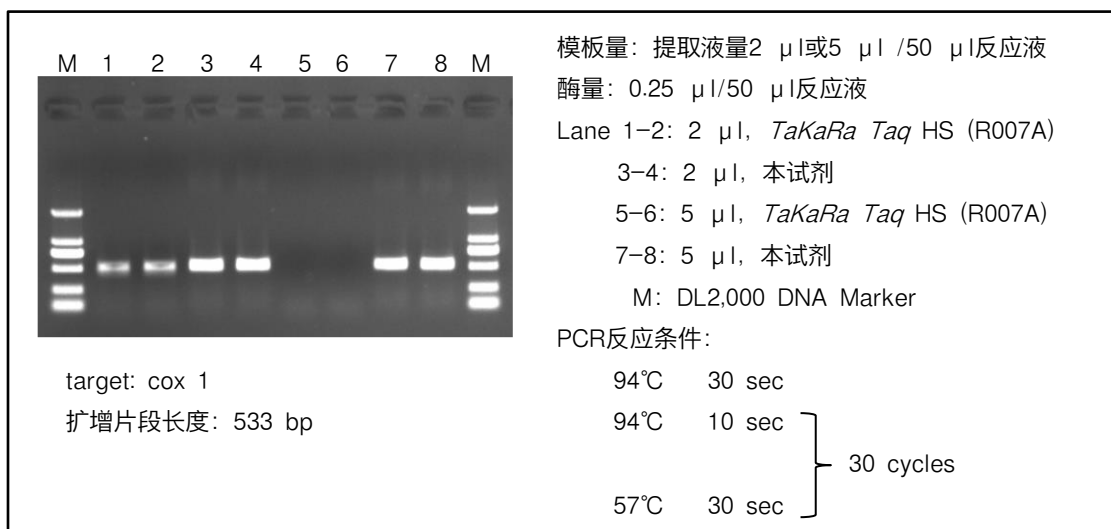 M 1 2 3 4 5 6 7 8 M
target: cox 1
扩增片段长度: 533 bp
模板量: 提取液量2 μl或5 μl /50 μl反应液
酶量: 0.25 μl/50 μl反应液
Lane 1-2: 2 μl, TaKaRa Taq HS (R007A)
3-4: 2 μl, 本试剂
5-6: 5 μl, TaKaRa Taq HS (R007A)
7-8: 5 μl, 本试剂
M: DL2,000 DNA Marker
PCR反应条件:
94℃ 30 sec
94℃ 10 sec
30 cycles
57℃ 30 sec